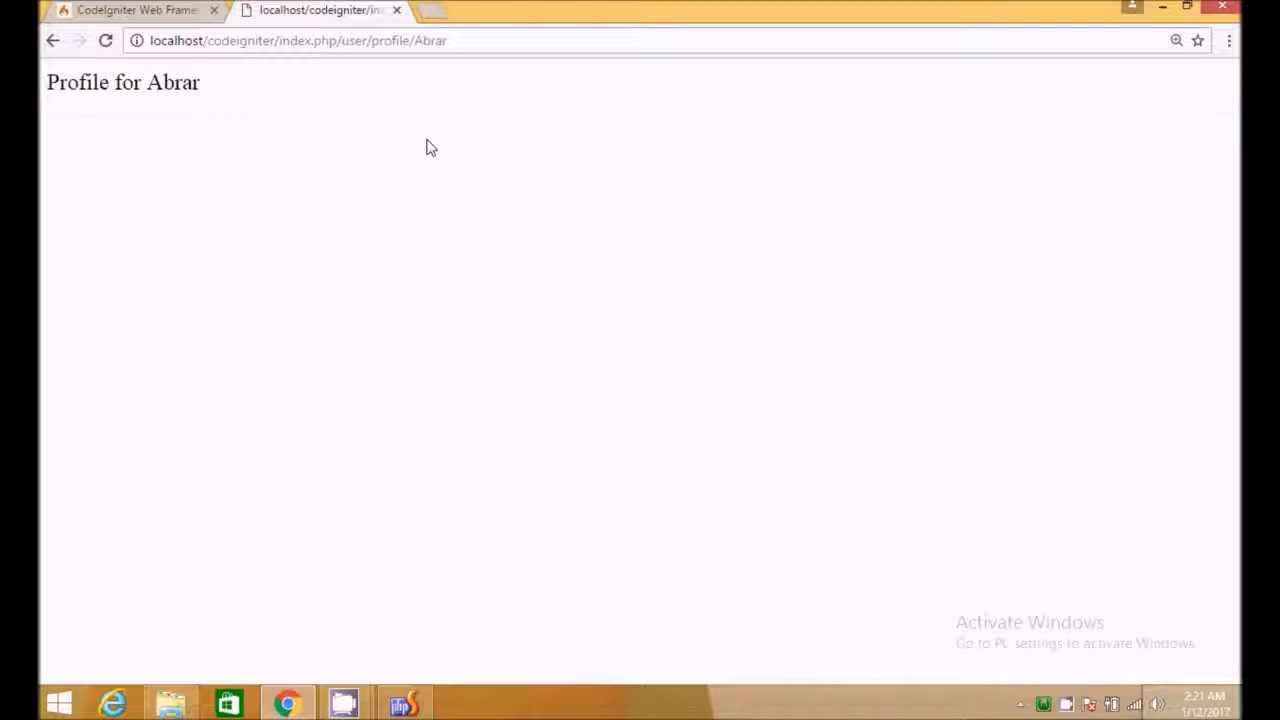 CodeIgniter Web Frame
localhost/codeigniter/in
localhost/codeigniter/index.php/user/profile/Abrar
Profile for Abrar
Activate Windows
Go to PC settings to activate Windows.
php
2:21 AM
1/12/2017